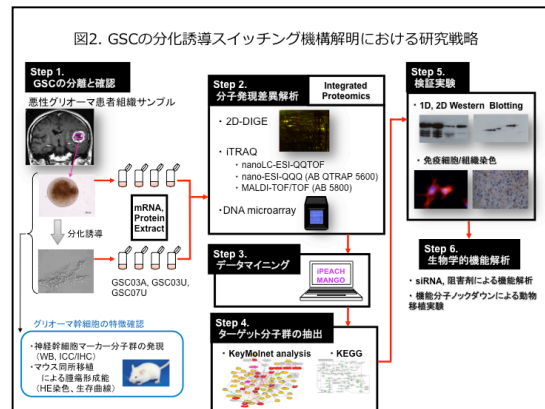 図2. GSCの分化誘導スイッチング機構解明における研究戦略
Step 1.
GSCの分離と確認
悪性グリオーマ患者組織サンプル
分化誘導
mRNA,
Protein
Extract
GSC03A, GSC03U,
GSC07U
グリオーマ幹細胞の特徴確認
・神経幹細胞マーカー分子群の発現
(WB, ICC/IHC)
・マウス同所移植
による腫瘍形成能
(HE染色、生存曲線)
Step 2.
分子発現差異解析
Integrated
Proteomics
・2D-DIGE
・iTRAQ
・nanoLC-ESI-QQTOF
・nano-ESI-QQQ (AB QTRAP 5600)
・MALDI-TOF/TOF (AB 5800)
・DNA microarray
Step 3.
データマイニング
iPEACH
MANGO
Step 4.
ターゲット分子群の抽出
・KeyMolnet analysis
・KEGG
Step 5.
検証実験
・1D, 2D Western Blotting
・免疫細胞/組織染色
Step 6.
生物学的機能解析
・siRNA, 阻害剤による機能解析
・機能分子ノックダウンによる動物
移植実験